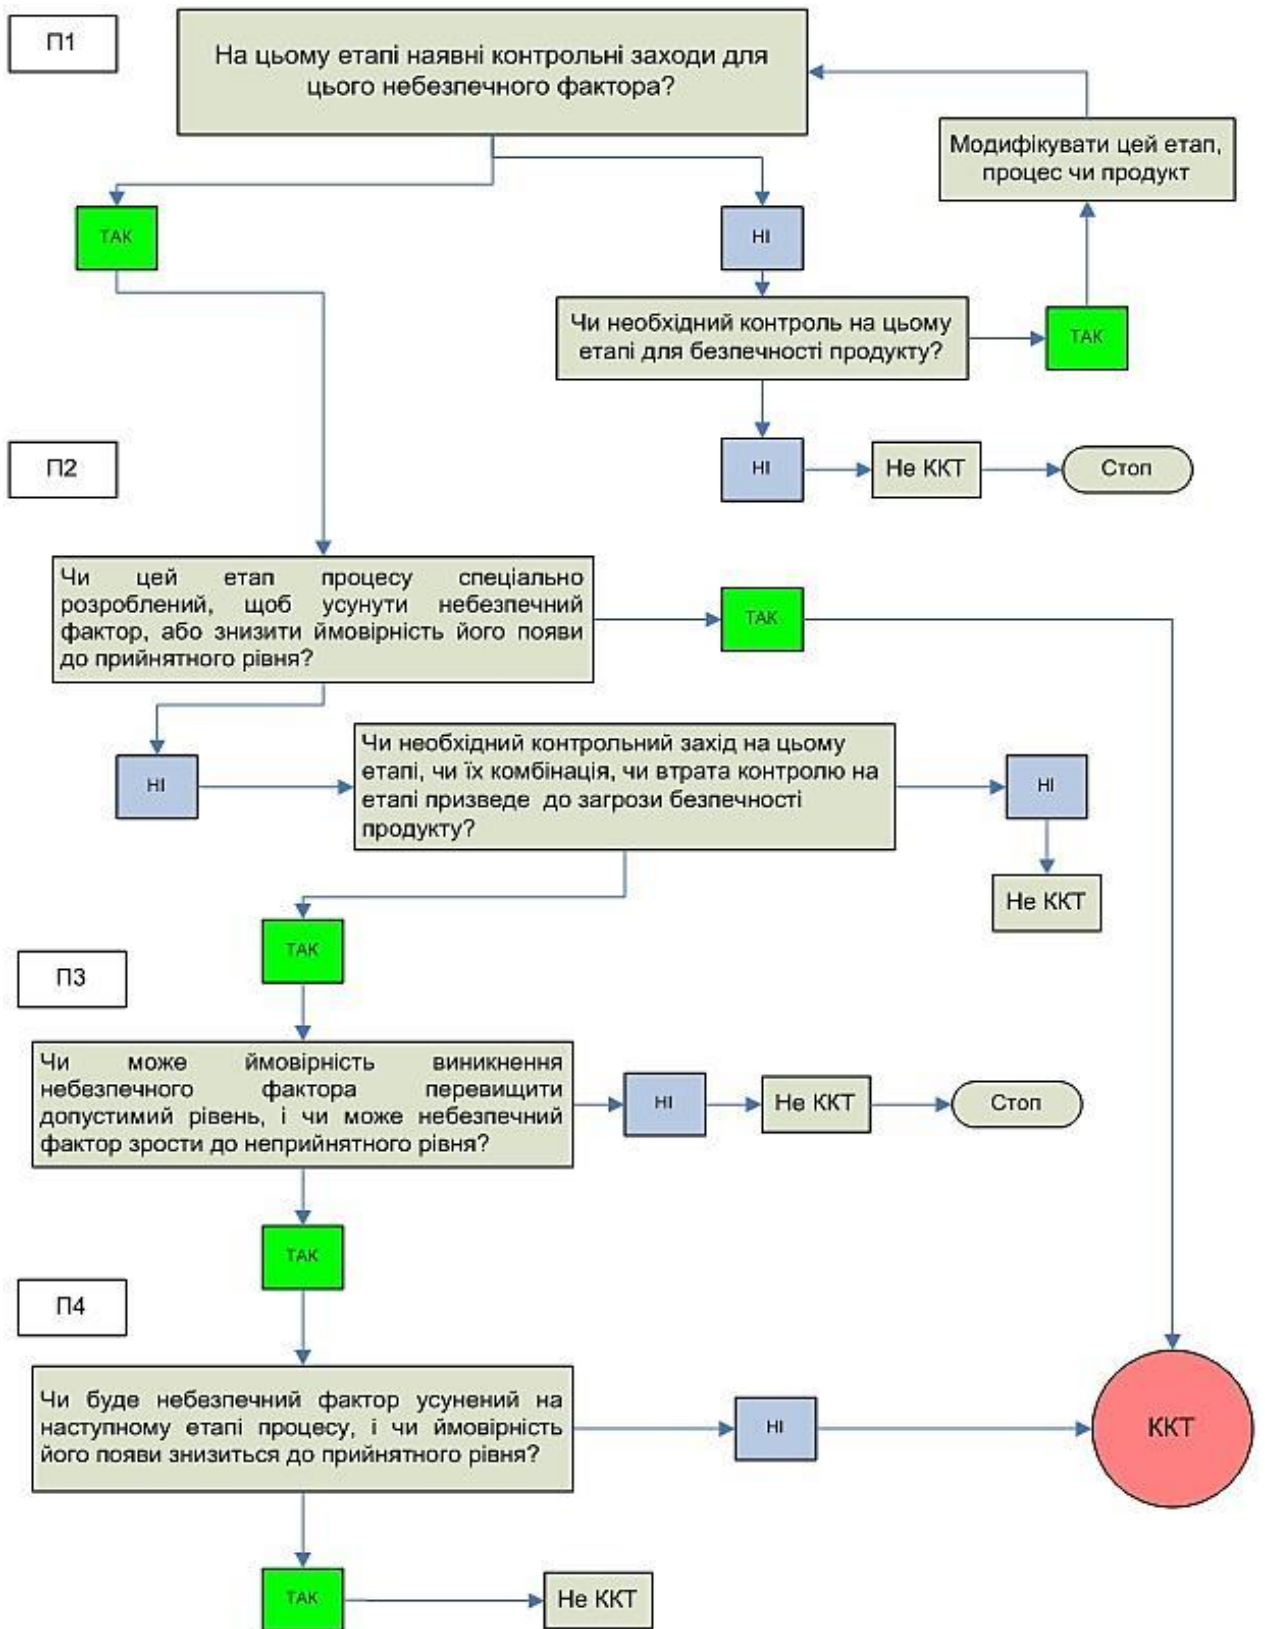 П1
На цьому етапі наявні контрольні заходи для
цього небезпечного фактора?
Модифікувати цей етап,
процес чи продукт
ТАК
НІ
Чи необхідний контроль на цьому
етапі для безпечності продукту?
ТАК
П2
НІ
Не ККТ
Стоп
Чи цей етап процесу спеціально
розроблений, щоб усунути небезпечний
фактор, або знизити ймовірність його появи
до прийнятного рівня?
ТАК
НІ
Чи необхідний контрольний захід на цьому
етапі, чи їх комбінація, чи втрата контролю на
етапі призведе до загрози безпечності
продукту?
НІ
Не ККТ
ТАК
П3
Чи може ймовірність виникнення
небезпечного фактора перевищити
допустимий рівень, і чи може небезпечний
фактор зрости до неприйнятного рівня?
НІ
Не ККТ
Стоп
ТАК
П4
Чи буде небезпечний фактор усунений на
наступному етапі процесу, і чи ймовірність
його появи знизиться до прийнятного рівня?
НІ
ККТ
ТАК
Не ККТ